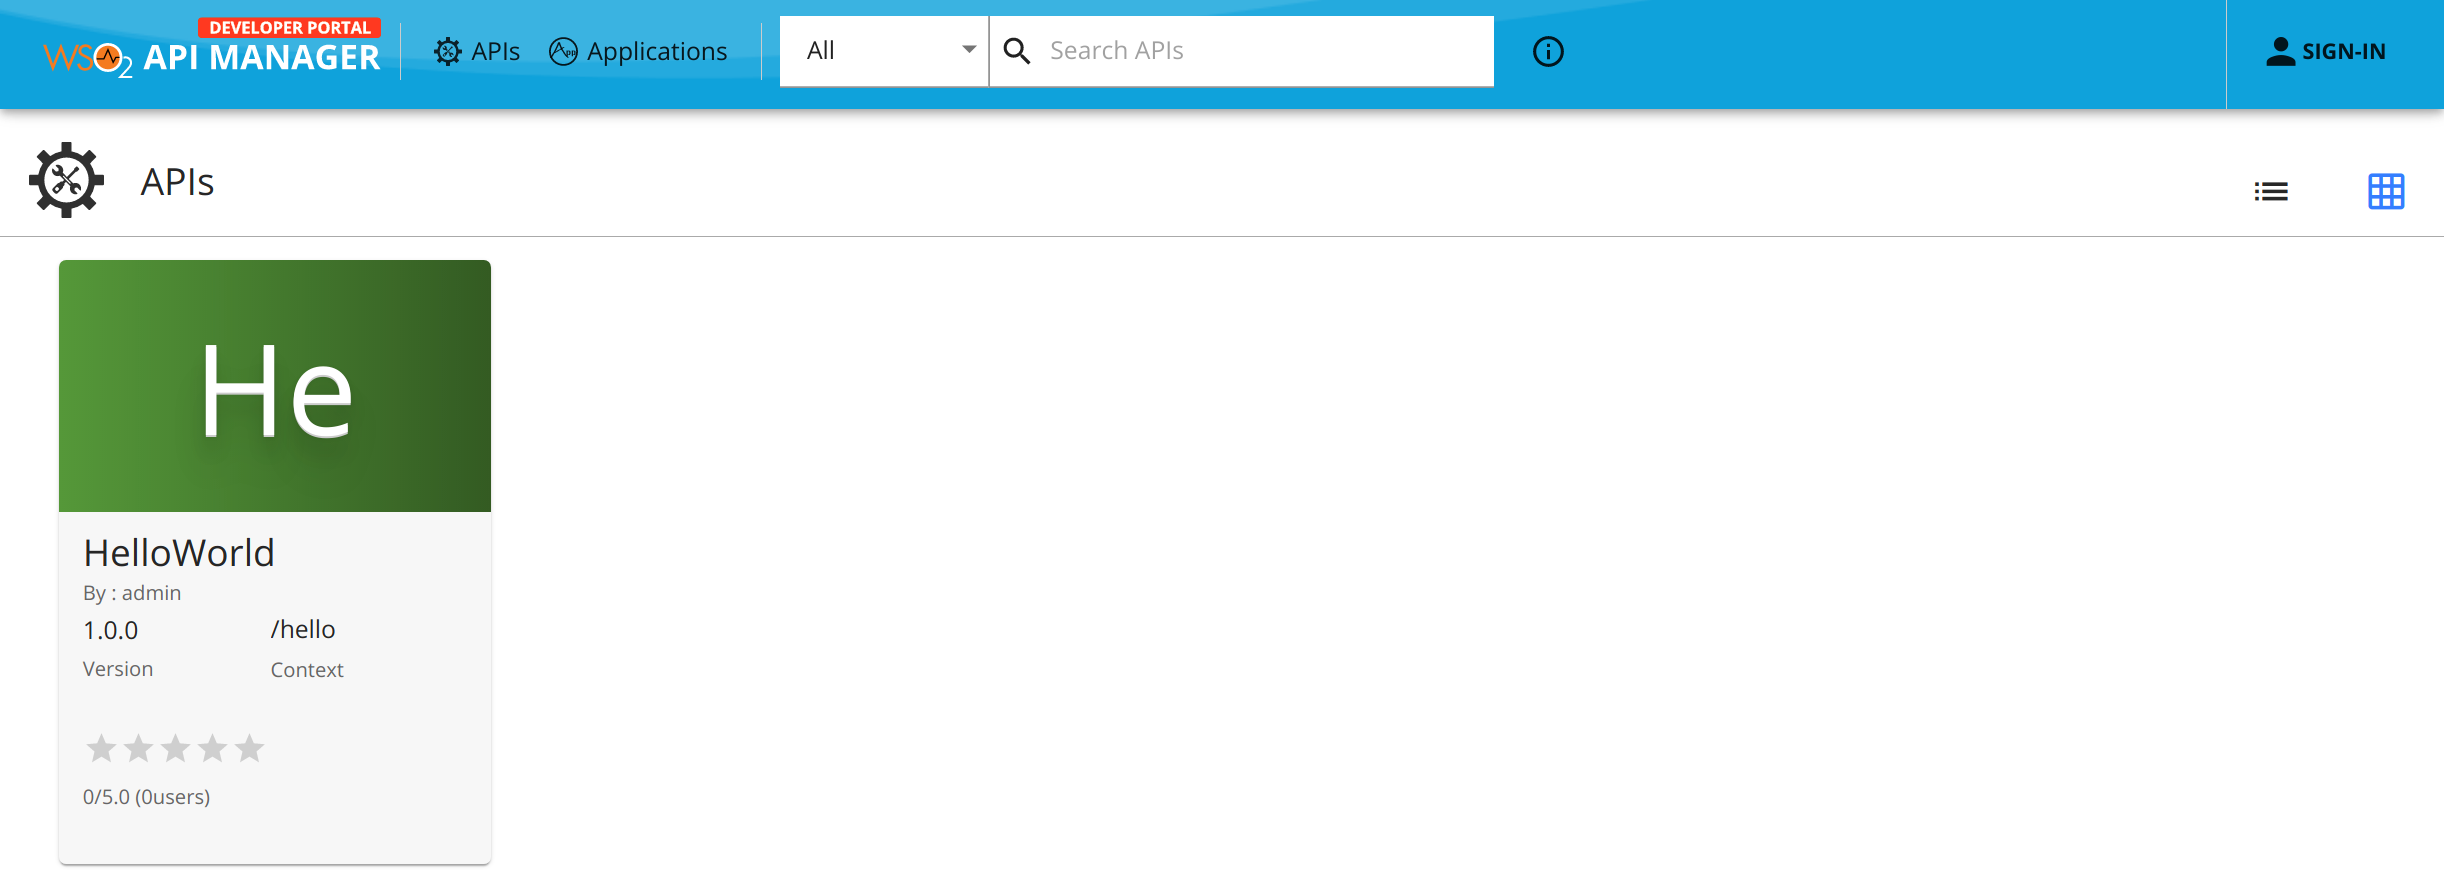 DEVELOPER PORTAL
WSO2 API MANAGER
APIs
App
Applications
All
Search APIs
SIGN-IN
APIs
He
HelloWorld
By : admin
1.0.0
/hello
Version
Context
0/5.0 (0users)